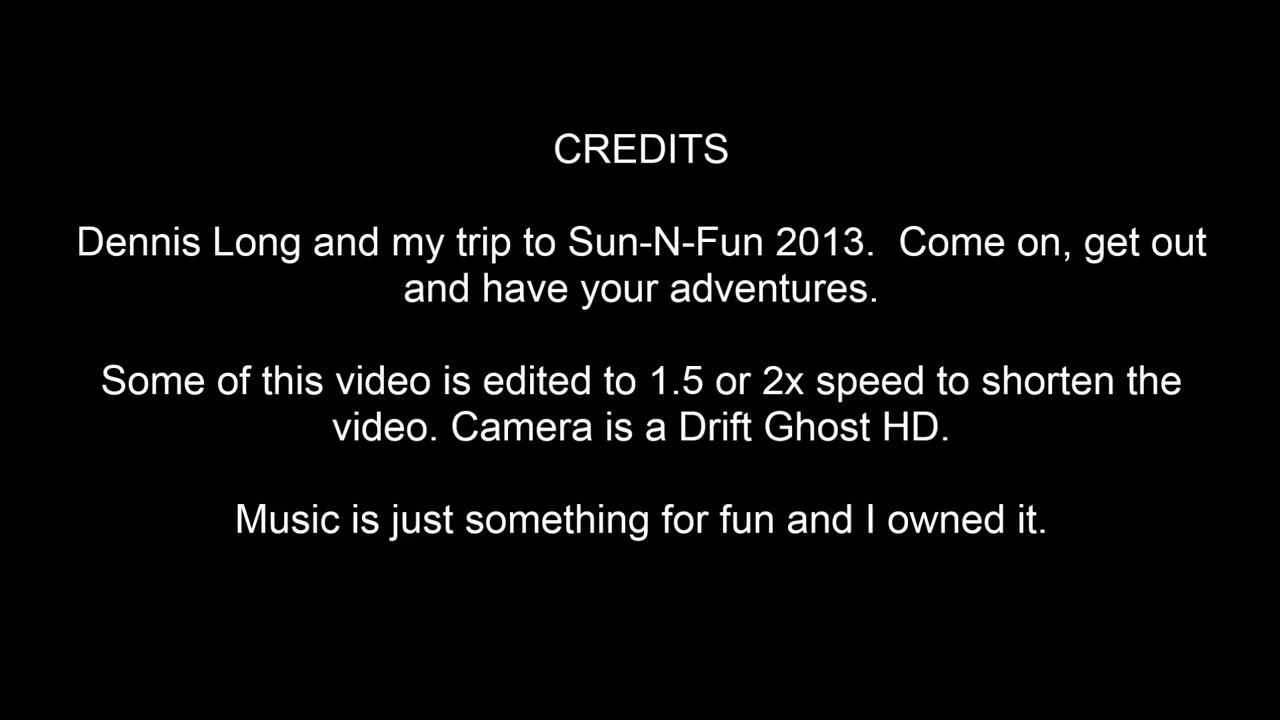 CREDITS
Dennis Long and my trip to Sun-N-Fun 2013.  Come on, get out
and have your adventures.
Some of this video is edited to 1.5 or 2x speed to shorten the
video. Camera is a Drift Ghost HD.
Music is just something for fun and I owned it.